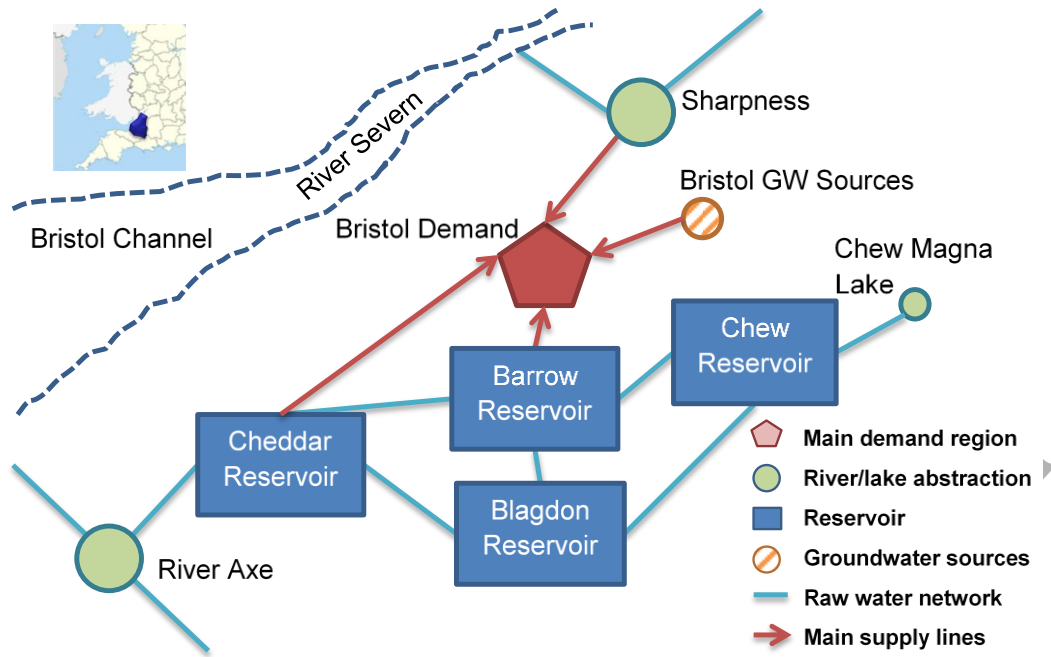 Sharpness
River Severn
Bristol GW Sources
Bristol Demand
Bristol Channel
Chew Magna
Lake
Chew
Reservoir
Barrow
Reservoir
Cheddar
Reservoir
Blagdon
Reservoir
River Axe
Main demand region
River/lake abstraction
Reservoir
Groundwater sources
Raw water network
Main supply lines